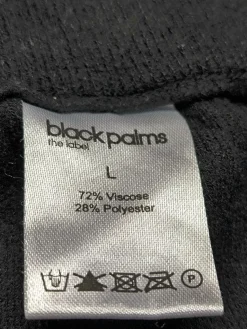 black palms
the label
L
72% Viscose
28% Polyester
P